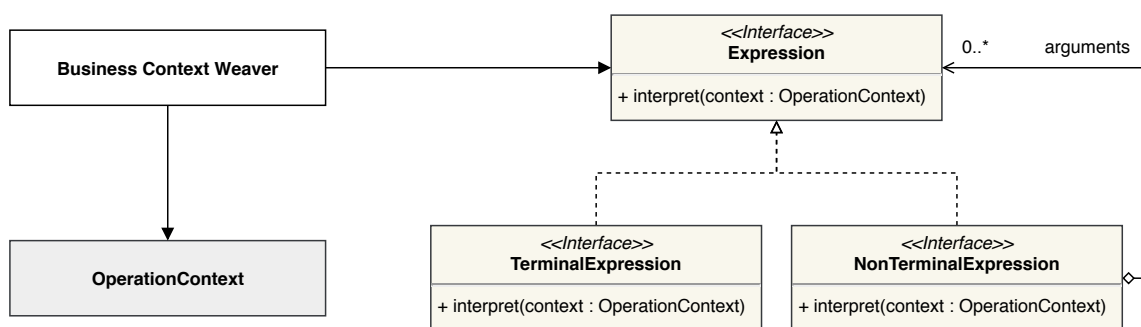 Business Context Weaver
OperationContext
<<Interface>>
Expression
+ interpret(context : OperationContext)
0..*
arguments
<<Interface>>
TerminalExpression
+ interpret(context : OperationContext)
<<Interface>>
NonTerminalExpression
+ interpret(context : OperationContext)